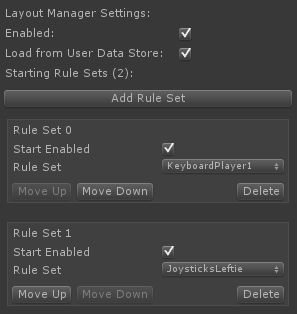 Layout Manager Settings:
Enabled:
Load from User Data Store:
Starting Rule Sets (2):
Add Rule Set
Rule Set 0
Start Enabled
Rule Set KeyboardPlayer1
Move Up Move Down Delete
Rule Set 1
Start Enabled
Rule Set JoysticksLeftie
Move Up Move Down Delete